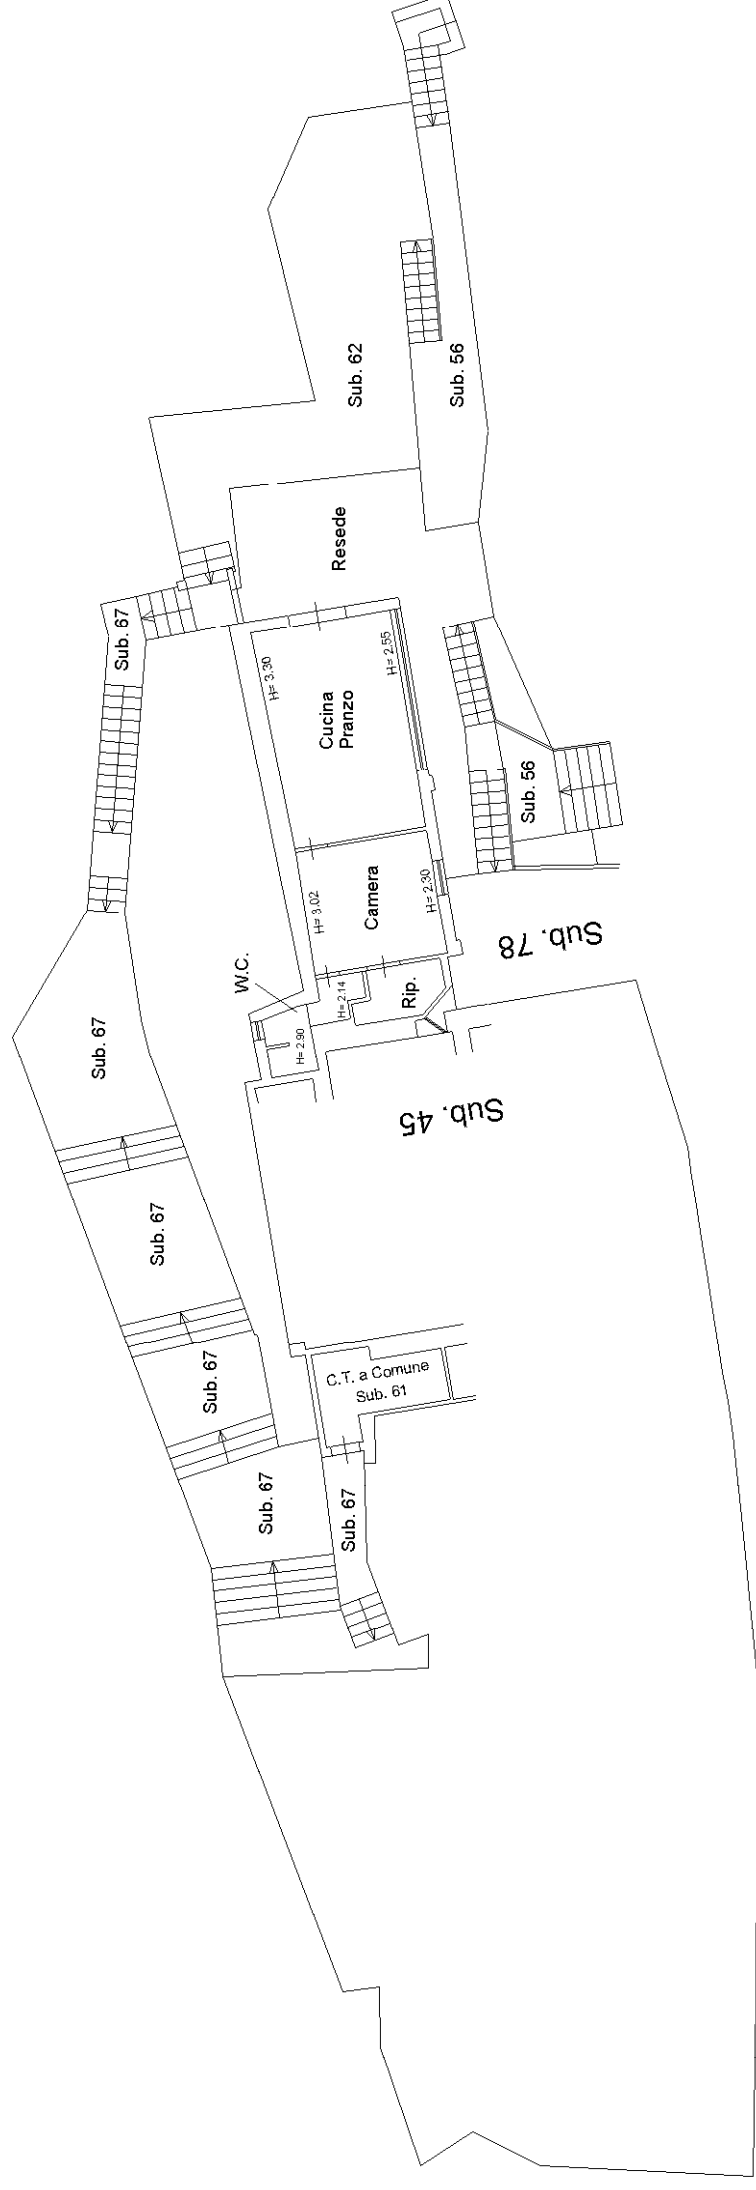 Sub. 62
Sub. 56
Resede
Sub. 67
H= 3.30
H= 2.55
Cucina
Pranzo
Sub. 56
Camera
H= 3.02
H= 2.30
Sub. 78
W.C.
Rip.
H= 2.14
H= 2.90
Sub. 67
Sub. 45
Sub. 67
Sub. 67
C.T. a Comune
Sub. 61
Sub. 67
Sub. 67